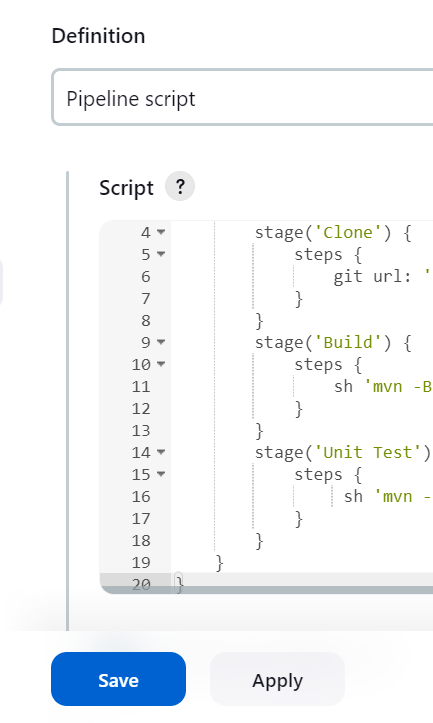 Definition
Pipeline script
Script ?
4 stage('Clone') {
5 steps {
6 git url: '
7 }
8 }
9 stage('Build') {
10 steps {
11 sh 'mvn -B
12 }
13 }
14 stage('Unit Test')
15 steps {
16 sh 'mvn -
17 }
18 }
19 }
20 }
Save Apply